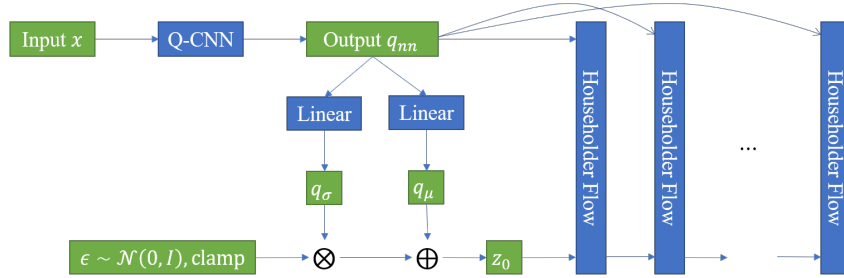 Input x
Q-CNN
Output q_nn
Linear
Linear
q_σ
q_μ
ϵ ~ 𝒩(0, I), clamp
⊗
⊕
z_0
Householder Flow
Householder Flow
...
Householder Flow